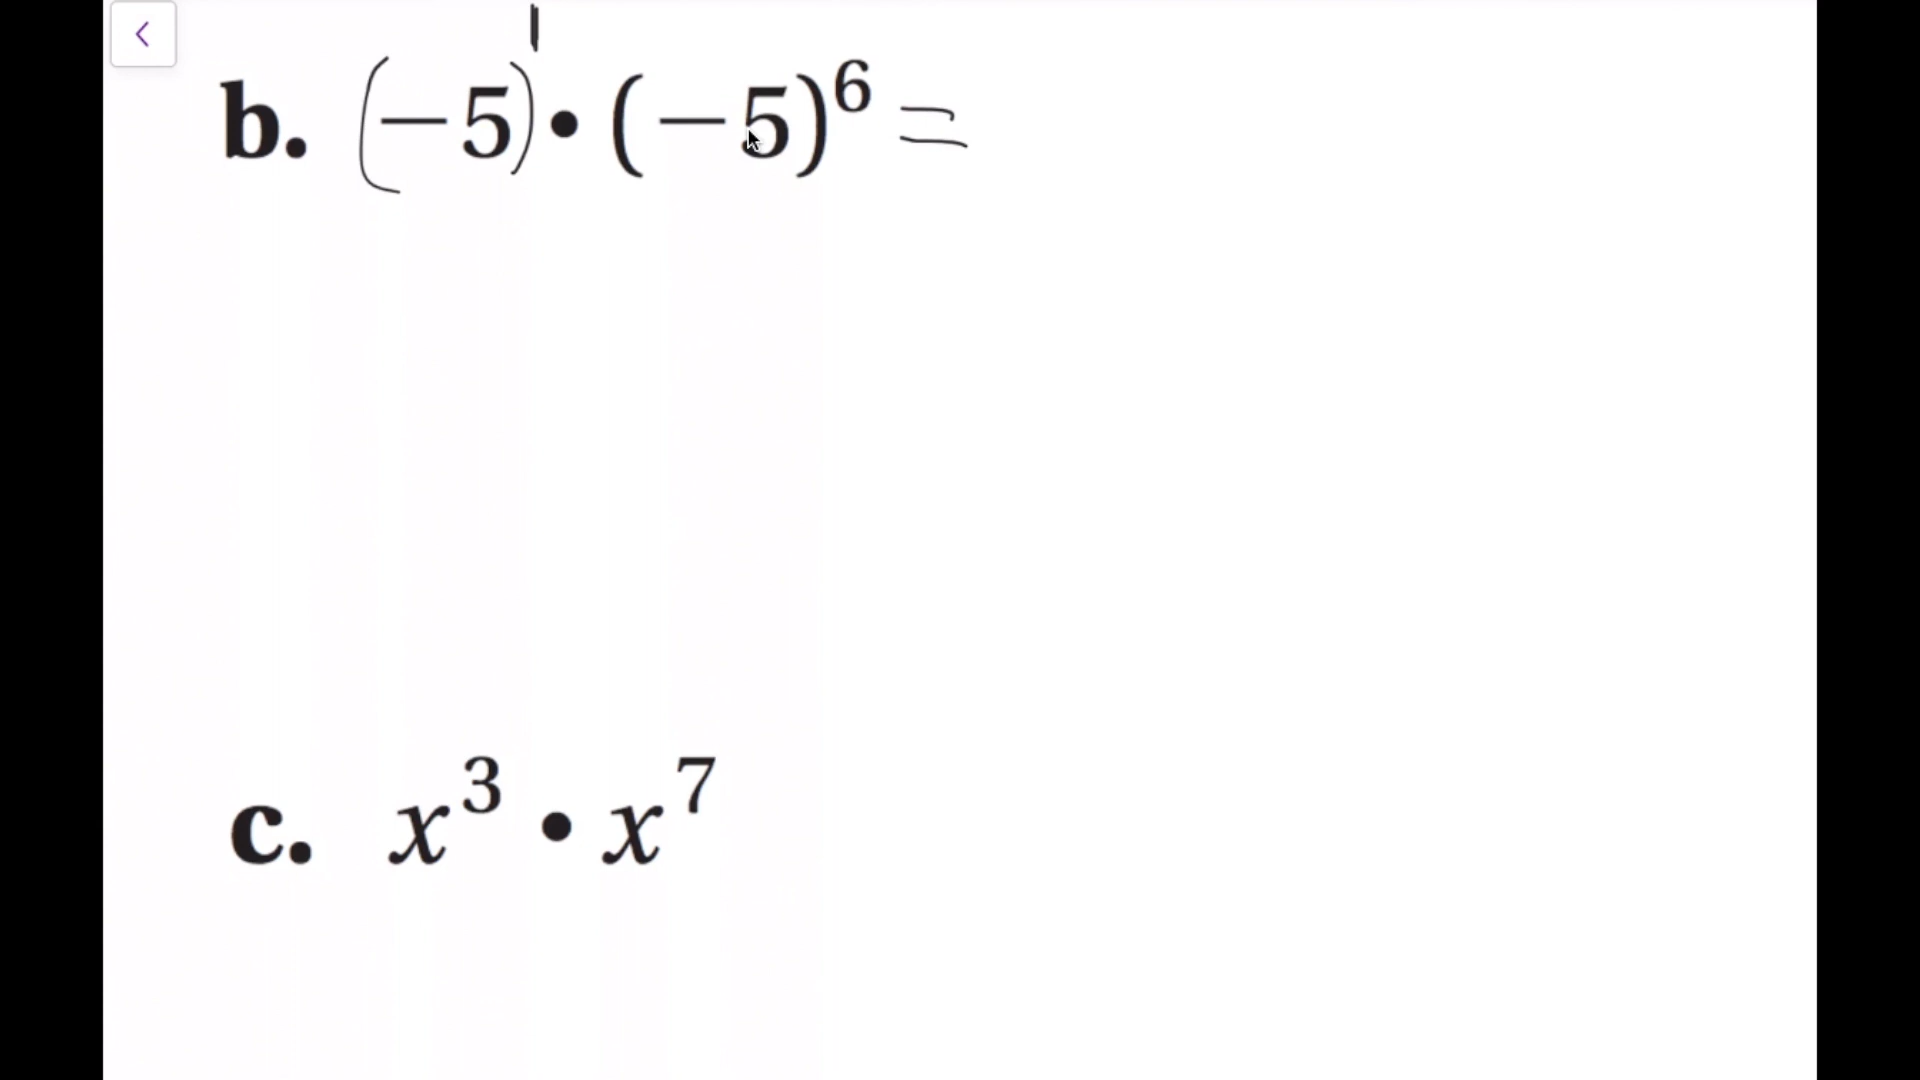 b. (−5)¹ • (−5)⁶ =
c. x³ • x⁷